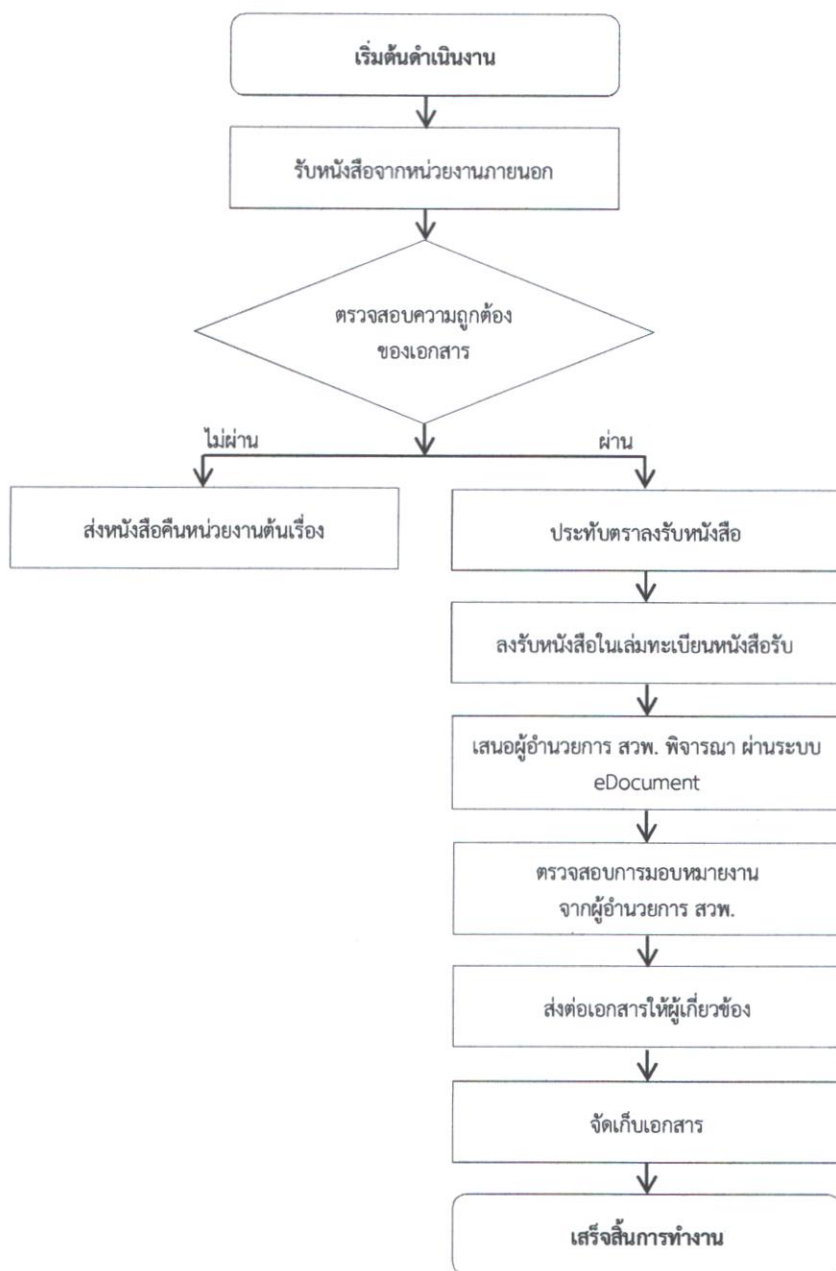 เริ่มต้นดำเนินงาน
รับหนังสือจากหน่วยงานภายนอก
ตรวจสอบความถูกต้อง
ของเอกสาร
ไม่ผ่าน
ผ่าน
ส่งหนังสือคืนหน่วยงานต้นเรื่อง
ประทับตราลงรับหนังสือ
ลงรับหนังสือในเล่มทะเบียนหนังสือรับ
เสนอผู้อำนวยการ สวพ. พิจารณา ผ่านระบบ
eDocument
ตรวจสอบการมอบหมายงาน
จากผู้อำนวยการ สวพ.
ส่งต่อเอกสารให้ผู้เกี่ยวข้อง
จัดเก็บเอกสาร
เสร็จสิ้นการทำงาน